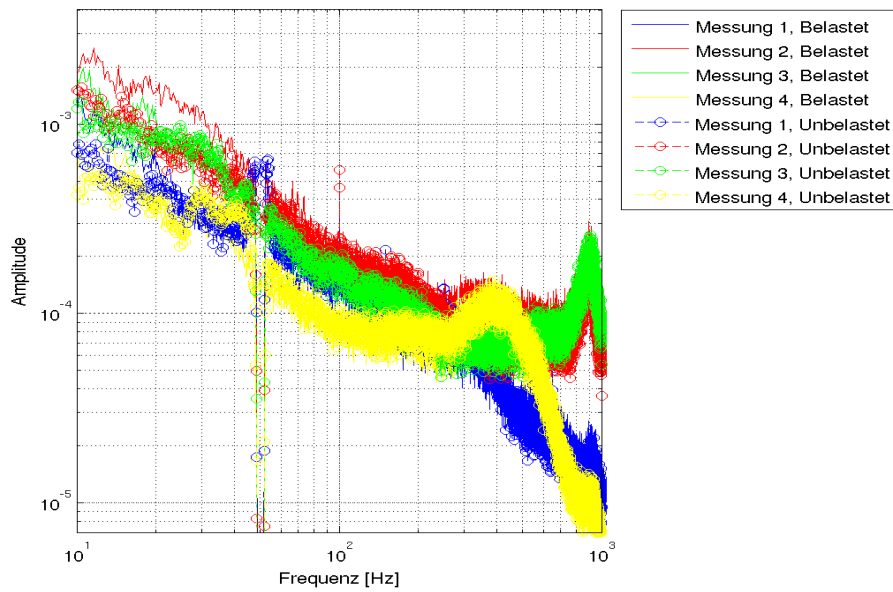 Messung 1, Belastet
Messung 2, Belastet
Messung 3, Belastet
Messung 4, Belastet
Messung 1, Unbelastet
Messung 2, Unbelastet
Messung 3, Unbelastet
Messung 4, Unbelastet
Amplitude
10^-3
10^-4
10^-5
10^1
10^2
10^3
Frequenz [Hz]